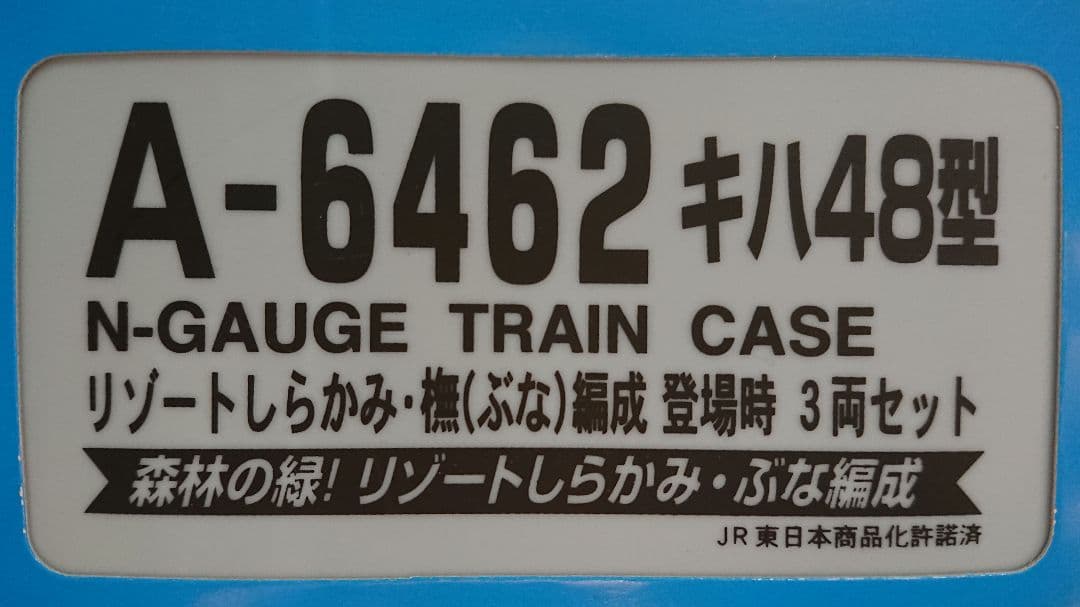 A-6462 キハ48型
N-GAUGE TRAIN CASE
リゾートしらかみ・橅(ぶな)編成 登場時 3両セット
森林の緑! リゾートしらかみ・ぶな編成
JR東日本商品化許諾済